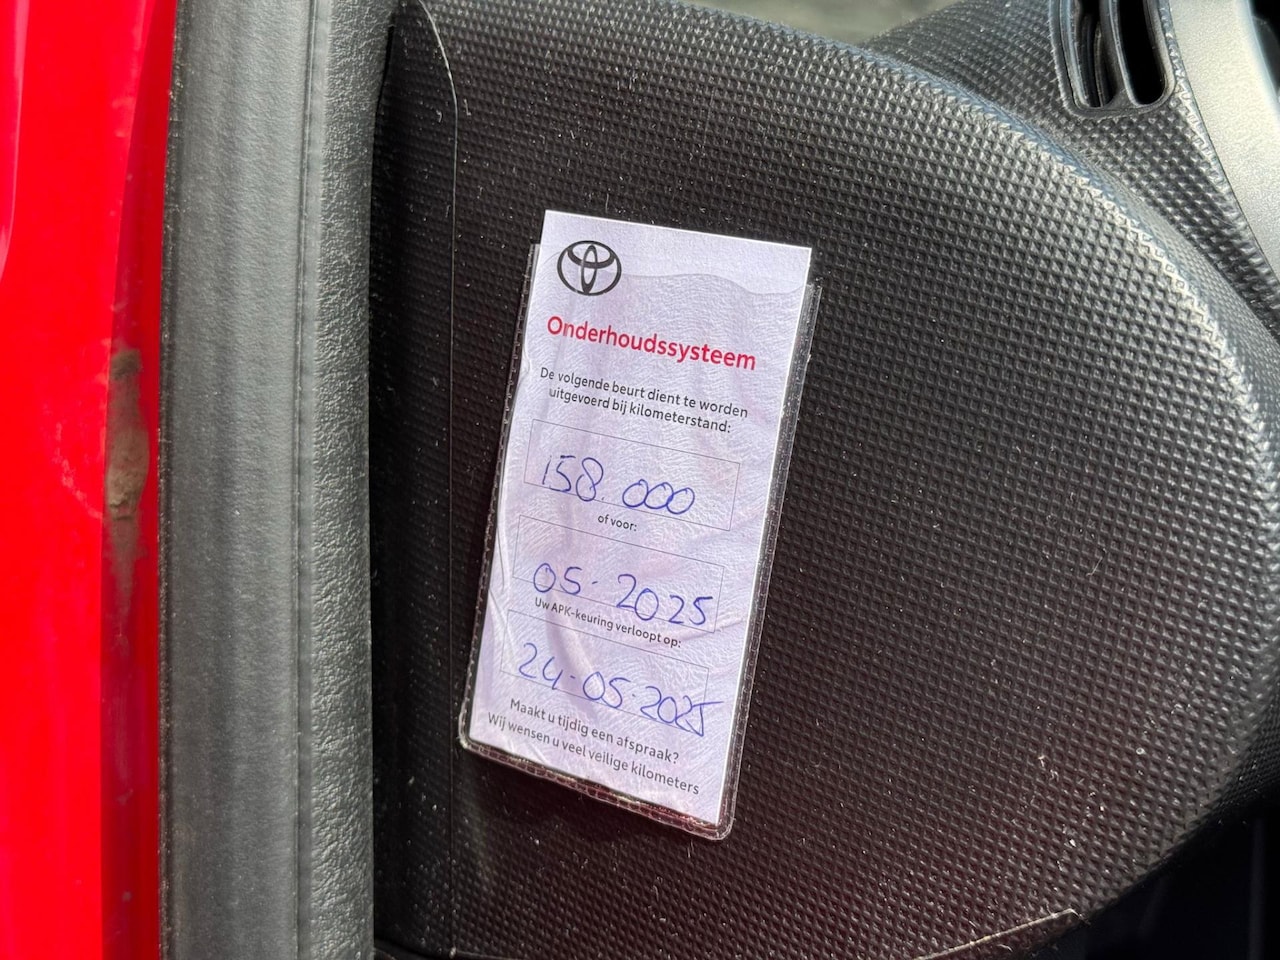 Onderhoudssysteem
De volgende beurt dient te worden
uitgevoerd bij kilometerstand:
158.000
of voor:
05-2025
Uw APK-keuring verloopt op:
24-05-2025
Maakt u tijdig een afspraak?
Wij wensen u veel veilige kilometers